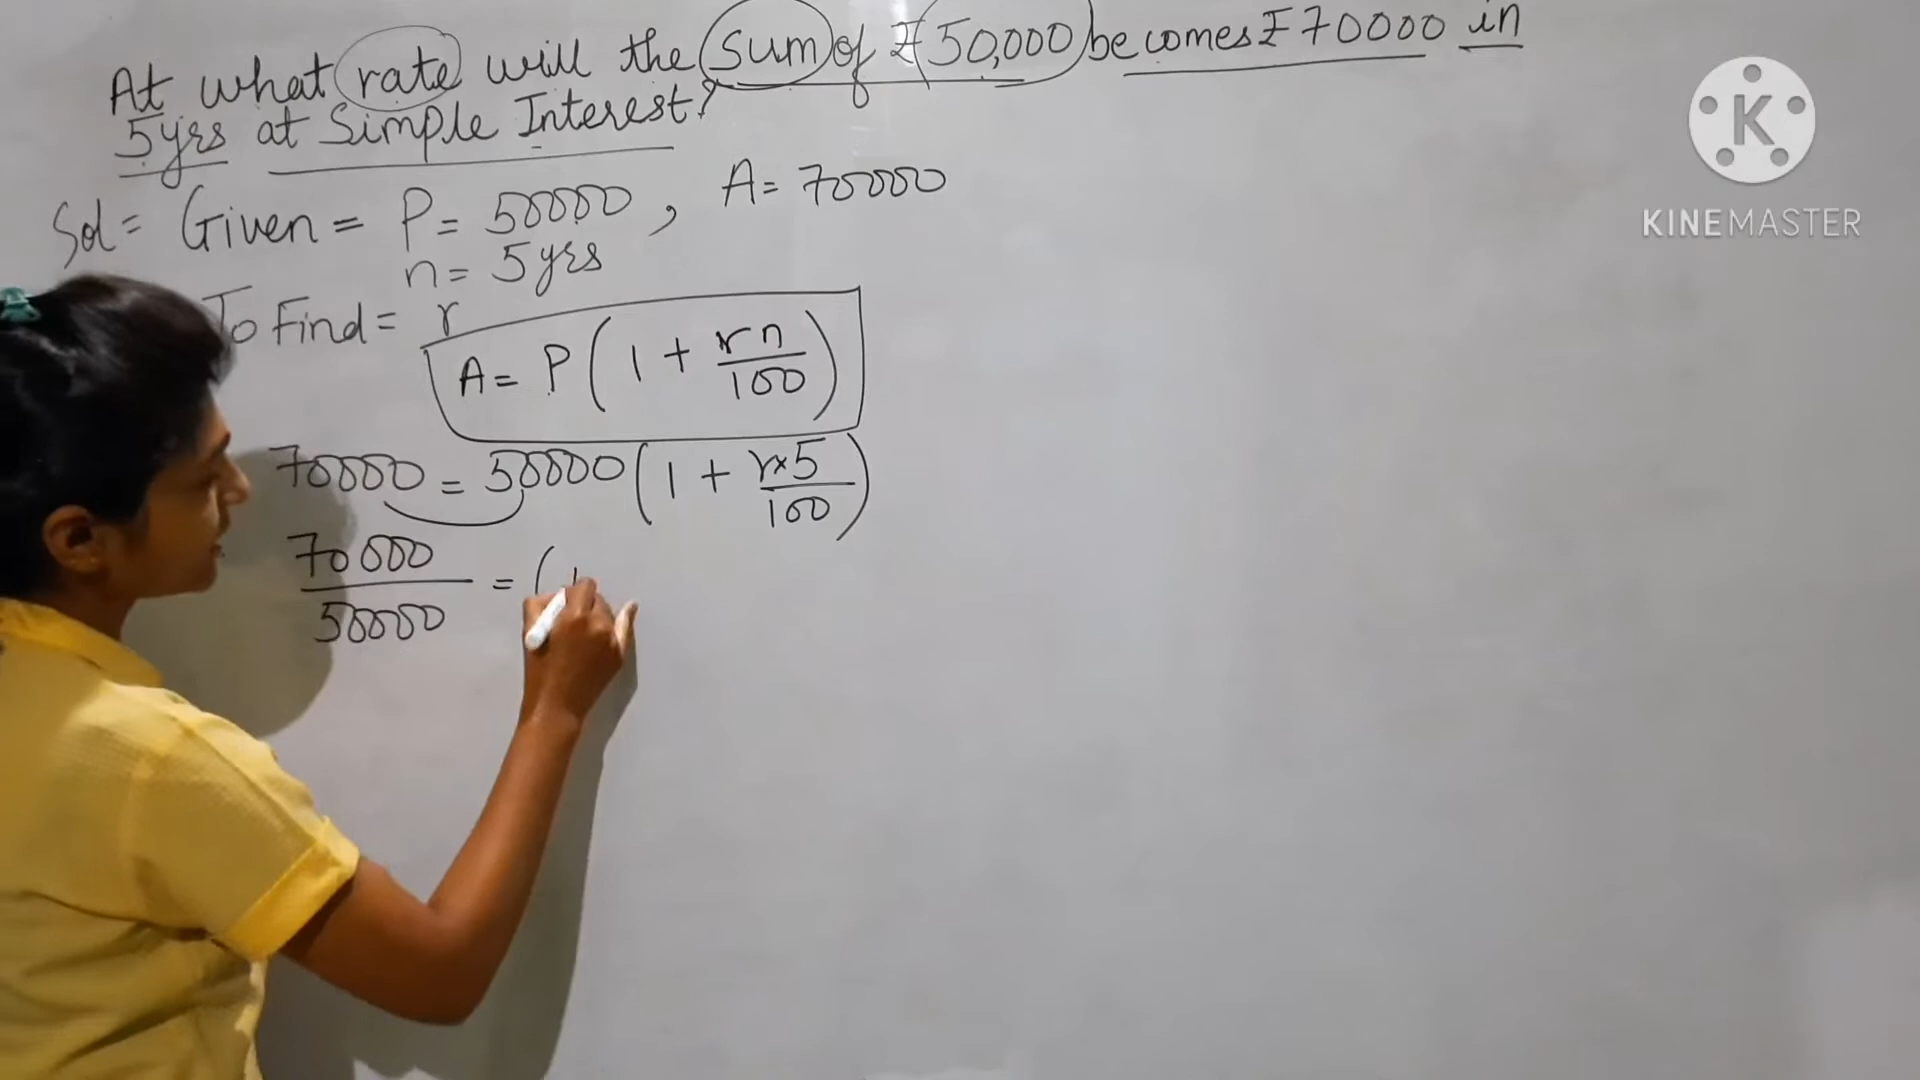 At what rate will the sum of ₹ 50,000 becomes ₹ 70000 in
5yrs at Simple Interest?
Sol = Given = P = 50000, A = 70000
n = 5yrs
To Find = r
A = P ( 1 + rn/100 )
70000 = 50000 ( 1 + r×5/100 )
70000/50000 = ( 1
K
KINEMASTER